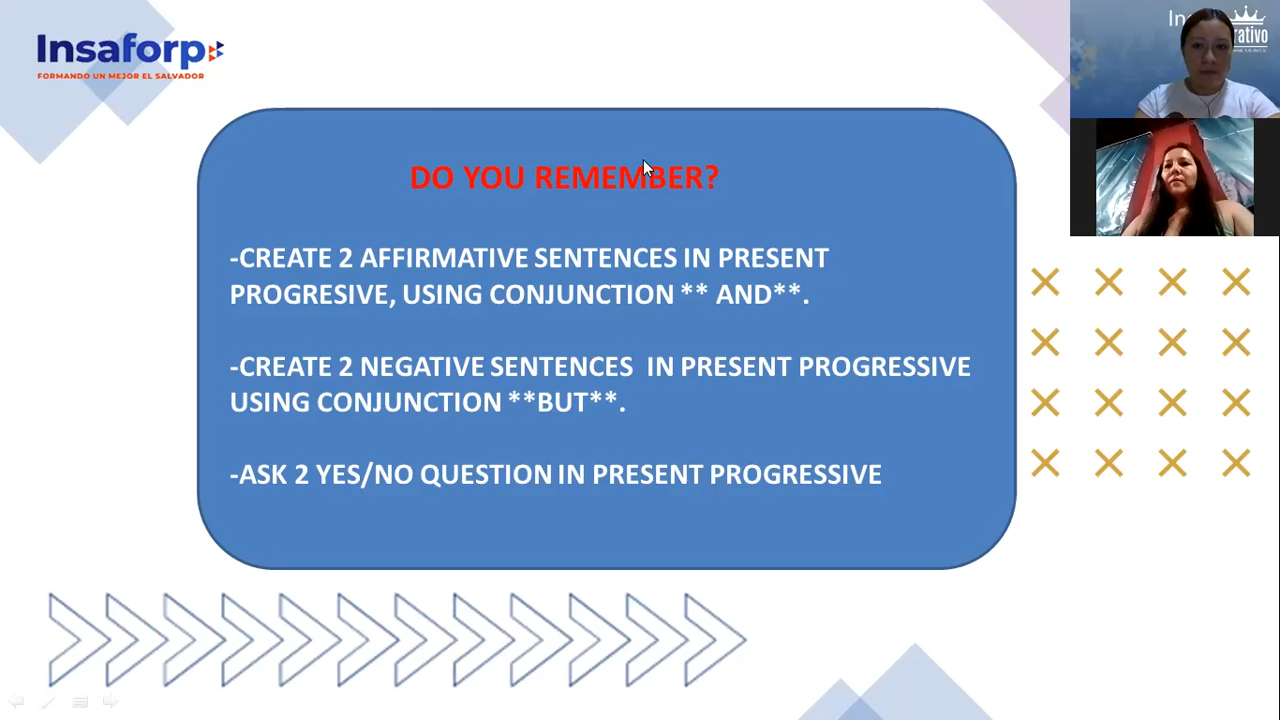 Insaforp
FORMANDO UN MEJOR EL SALVADOR
DO YOU REMEMBER?
-CREATE 2 AFFIRMATIVE SENTENCES IN PRESENT
PROGRESIVE, USING CONJUNCTION ** AND**.
-CREATE 2 NEGATIVE SENTENCES IN PRESENT PROGRESSIVE
USING CONJUNCTION **BUT**.
-ASK 2 YES/NO QUESTION IN PRESENT PROGRESSIVE